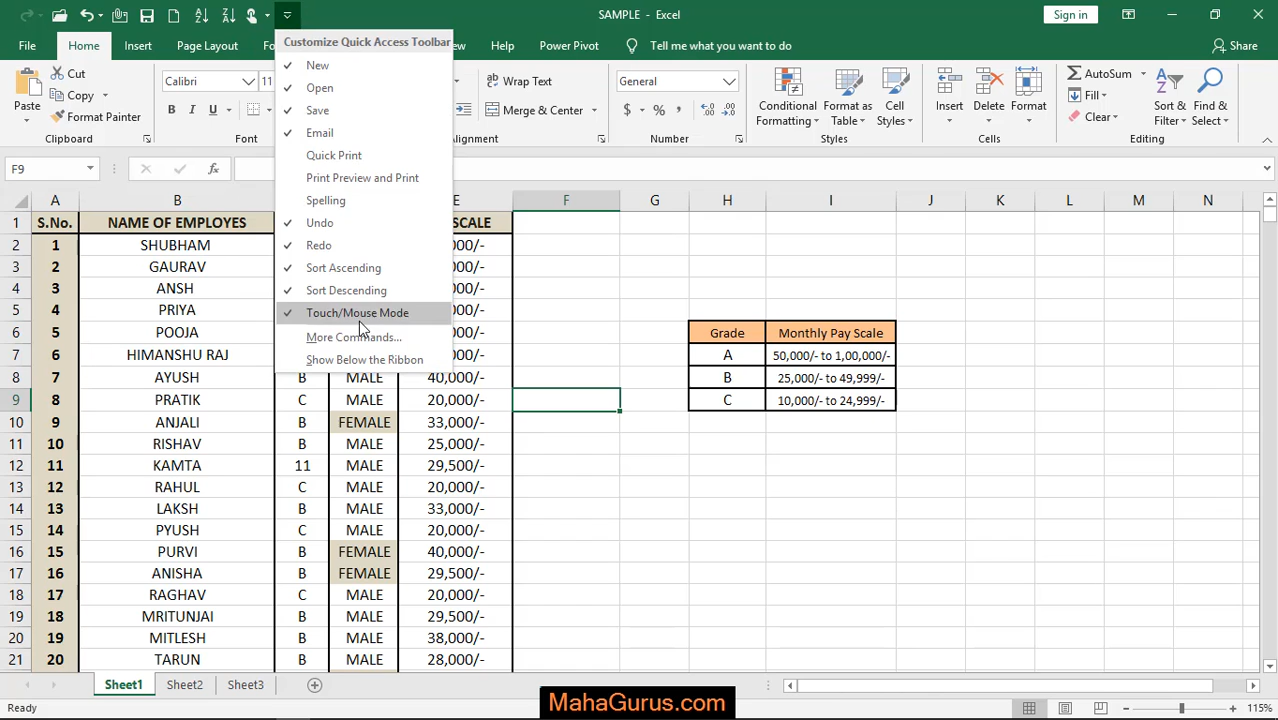 SAMPLE - Excel
Sign in
File Home Insert Page Layout Fo ew Help Power Pivot Tell me what you want to do Share
Customize Quick Access Toolbar
New
Open
Save
Email
Quick Print
Print Preview and Print
Spelling
Undo
Redo
Sort Ascending
Sort Descending
Touch/Mouse Mode
More Commands...
Show Below the Ribbon
Paste
Cut
Copy
Format Painter
Clipboard
Calibri 11
B I U
Font
Wrap Text
Merge & Center
Alignment
General
$ % ,
Number
Conditional Formatting
Format as Table
Cell Styles
Styles
Insert Delete Format
Cells
AutoSum
Fill
Clear
Sort & Filter
Find & Select
Editing
F9 fx
A B E F G H I J K L M N
1 S.No. NAME OF EMPLOYES SCALE
2 1 SHUBHAM 000/-
3 2 GAURAV 000/-
4 3 ANSH 000/-
5 4 PRIYA 000/-
6 5 POOJA 000/- Grade Monthly Pay Scale
7 6 HIMANSHU RAJ 000/- A 50,000/- to 1,00,000/-
8 7 AYUSH B MALE 40,000/- B 25,000/- to 49,999/-
9 8 PRATIK C MALE 20,000/- C 10,000/- to 24,999/-
10 9 ANJALI B FEMALE 33,000/-
11 10 RISHAV B MALE 25,000/-
12 11 KAMTA 11 MALE 29,500/-
13 12 RAHUL C MALE 20,000/-
14 13 LAKSH B MALE 33,000/-
15 14 PYUSH C MALE 20,000/-
16 15 PURVI B FEMALE 40,000/-
17 16 ANISHA B FEMALE 29,500/-
18 17 RAGHAV C MALE 20,000/-
19 18 MRITUNJAI B MALE 29,500/-
20 19 MITLESH B MALE 38,000/-
21 20 TARUN B MALE 28,000/-
Sheet1 Sheet2 Sheet3
MahaGurus.com
115%